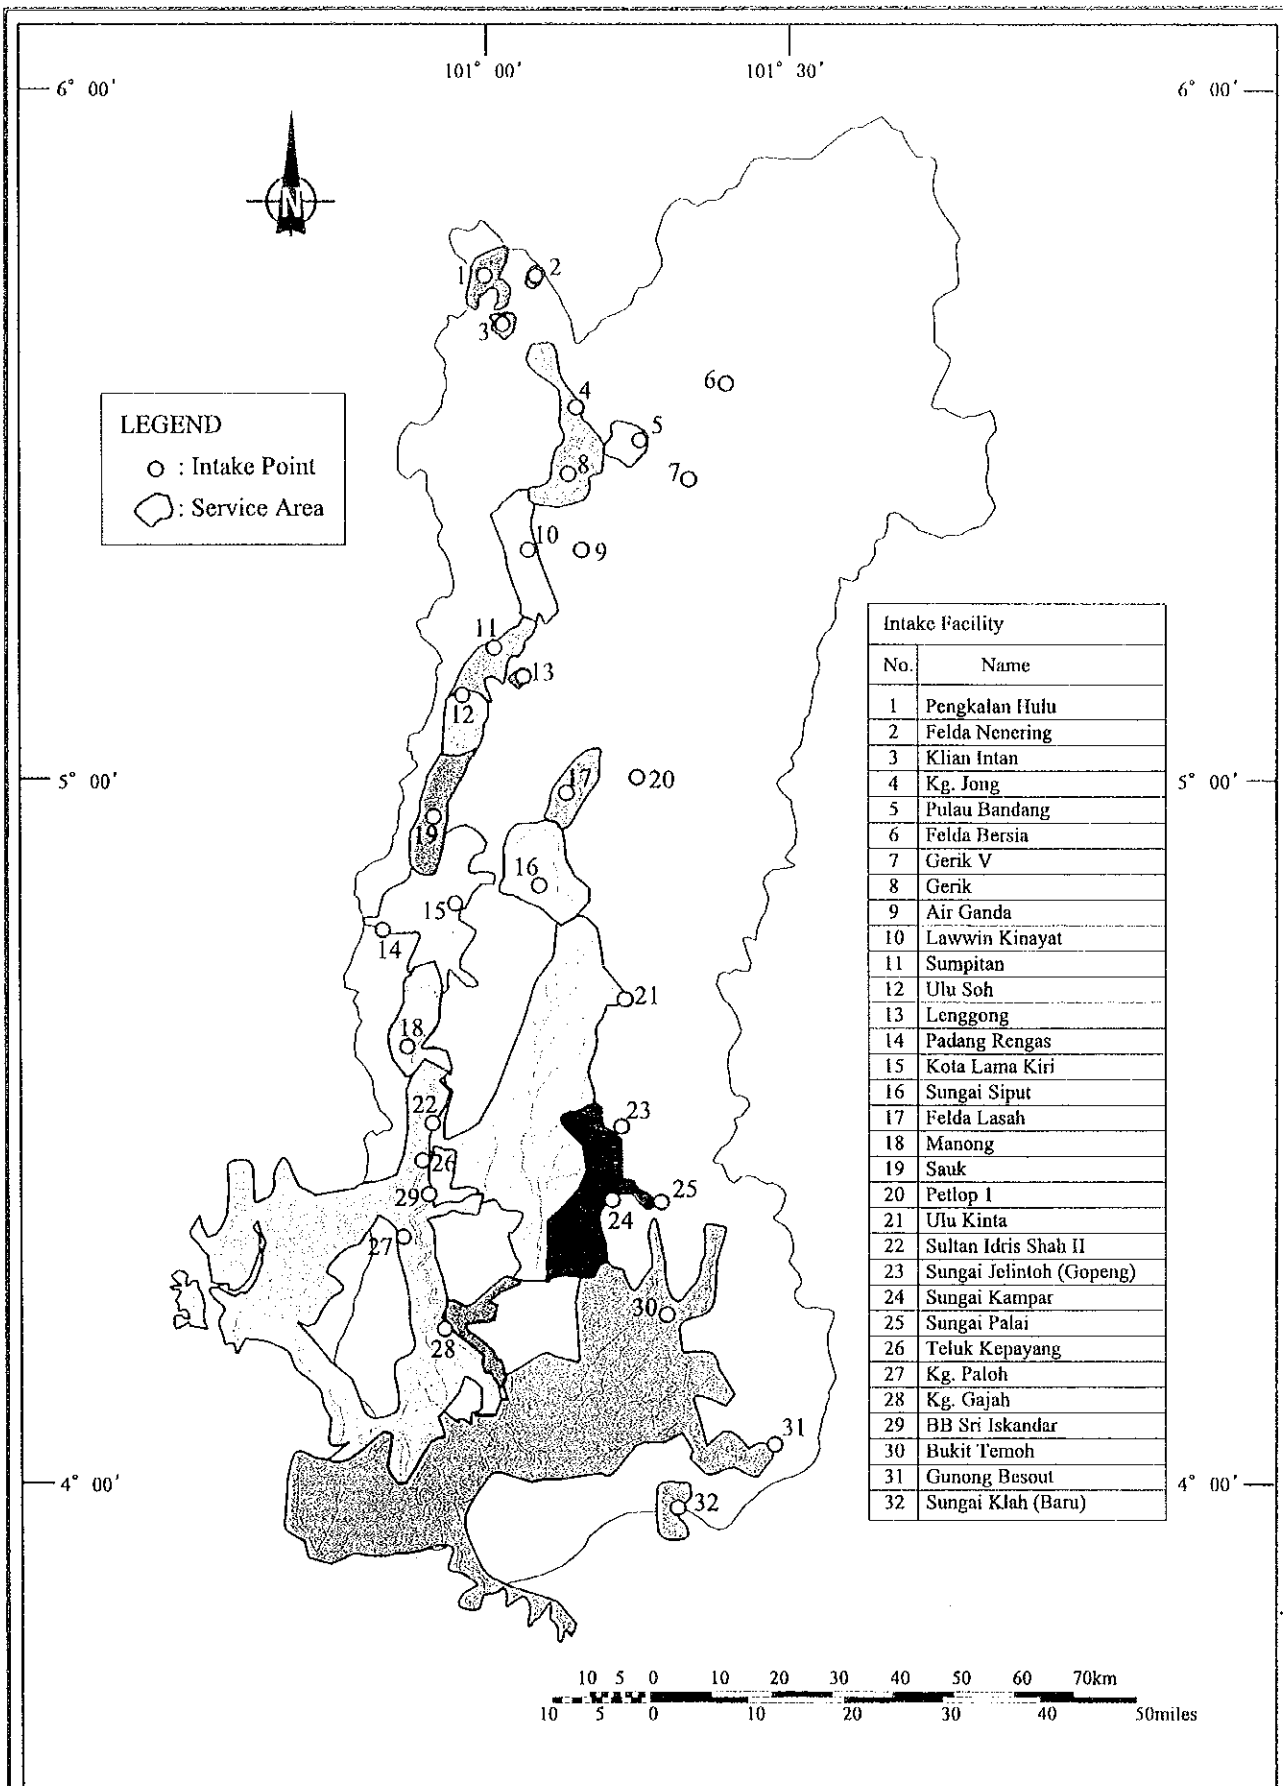 101° 00'
101° 30'
6° 00'
6° 00'
N
1
2
3
4
5
6
7
8
9
10
11
12
13
14
15
16
17
18
19
20
21
22
23
24
25
26
27
28
29
30
31
32
LEGEND
: Intake Point
: Service Area
5° 00'
5° 00'
4° 00'
4° 00'
Intake Facility
No. Name
1 Pengkalan Hulu
2 Felda Nenering
3 Klian Intan
4 Kg. Jong
5 Pulau Bandang
6 Felda Bersia
7 Gerik V
8 Gerik
9 Air Ganda
10 Lawwin Kinayat
11 Sumpitan
12 Ulu Soh
13 Lenggong
14 Padang Rengas
15 Kota Lama Kiri
16 Sungai Siput
17 Felda Lasah
18 Manong
19 Sauk
20 Petlop 1
21 Ulu Kinta
22 Sultan Idris Shah II
23 Sungai Jelintoh (Gopeng)
24 Sungai Kampar
25 Sungai Palai
26 Teluk Kepayang
27 Kg. Paloh
28 Kg. Gajah
29 BB Sri Iskandar
30 Bukit Temoh
31 Gunong Besout
32 Sungai Klah (Baru)
10 5 0 10 20 30 40 50 60 70km
10 5 0 10 20 30 40 50miles